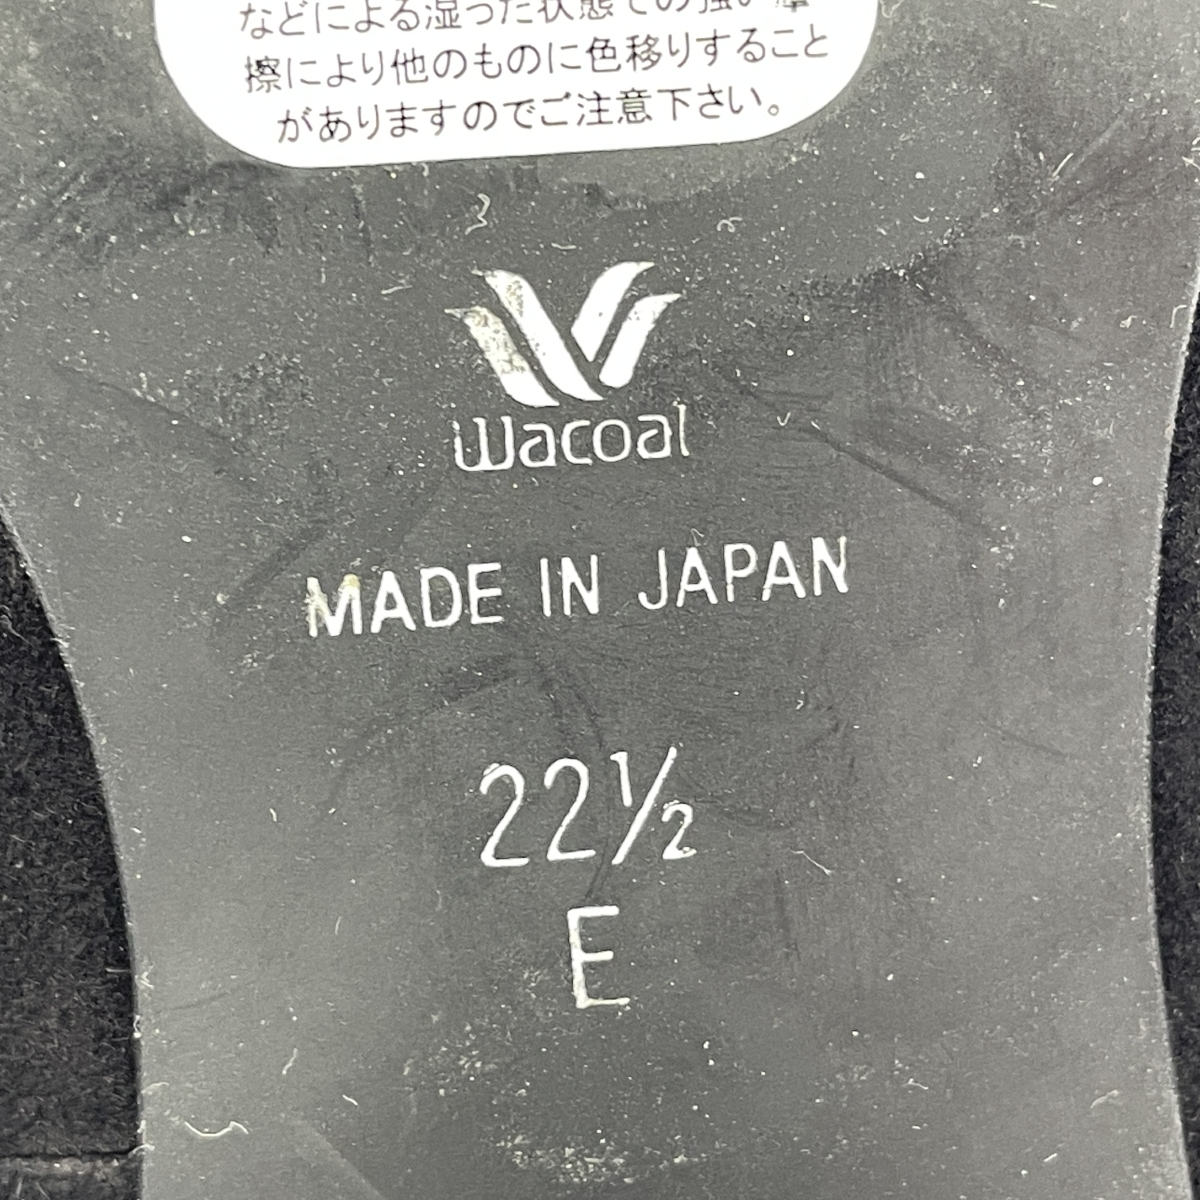 などによる湿った状態での強い摩
擦により他のものに色移りすること
がありますのでご注意下さい。
Wacoal
MADE IN JAPAN
22½
E